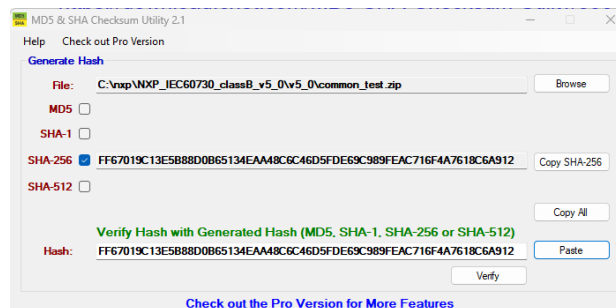 MD5 & SHA Checksum Utility 2.1
Help Check out Pro Version
Generate Hash
File: C:\nxp\NXP_IEC60730_classB_v5_0\v5_0\common_test.zip Browse
MD5
SHA-1
SHA-256 FF67019C13E5B88D0B65134EAA48C6C46D5FDE69C989FEAC716F4A7618C6A912 Copy SHA-256
SHA-512
Copy All
Verify Hash with Generated Hash (MD5, SHA-1, SHA-256 or SHA-512)
Hash: FF67019C13E5B88D0B65134EAA48C6C46D5FDE69C989FEAC716F4A7618C6A912 Paste
Verify
Check out the Pro Version for More Features